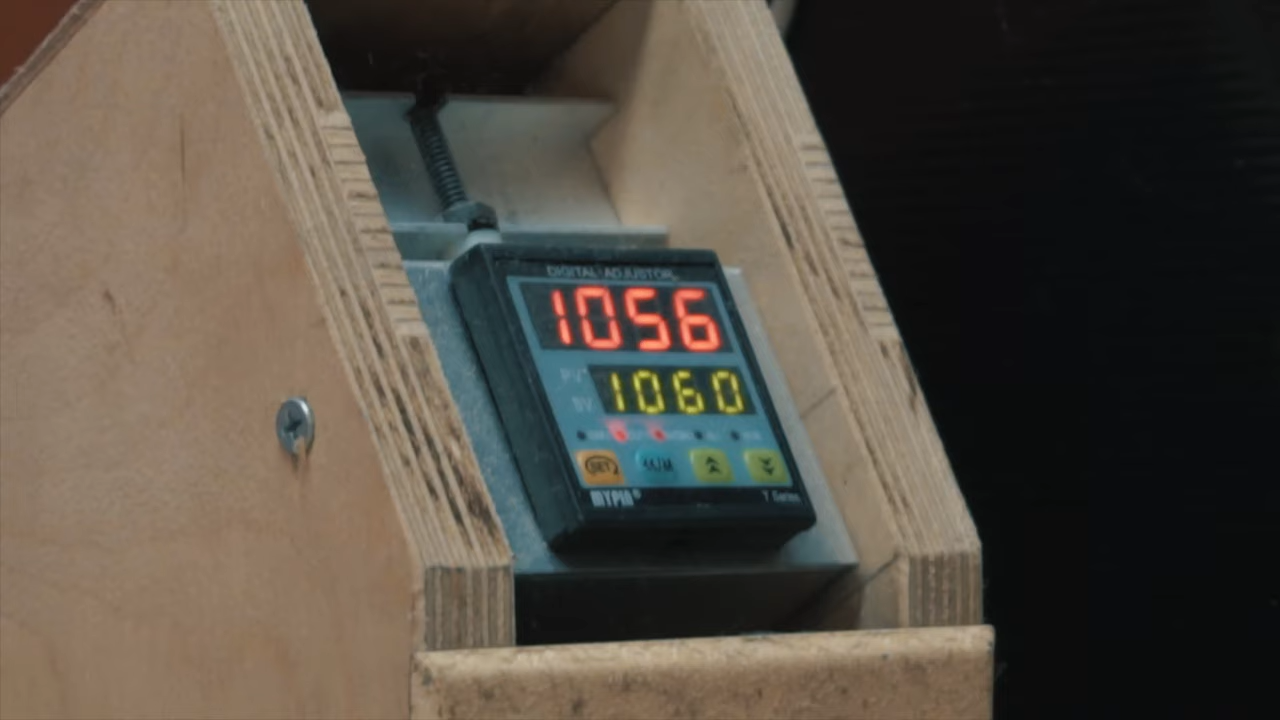 DIGITAL ADJUSTOR
1056
PV
1060
SV
SET A/M
MYPIN®
T Series